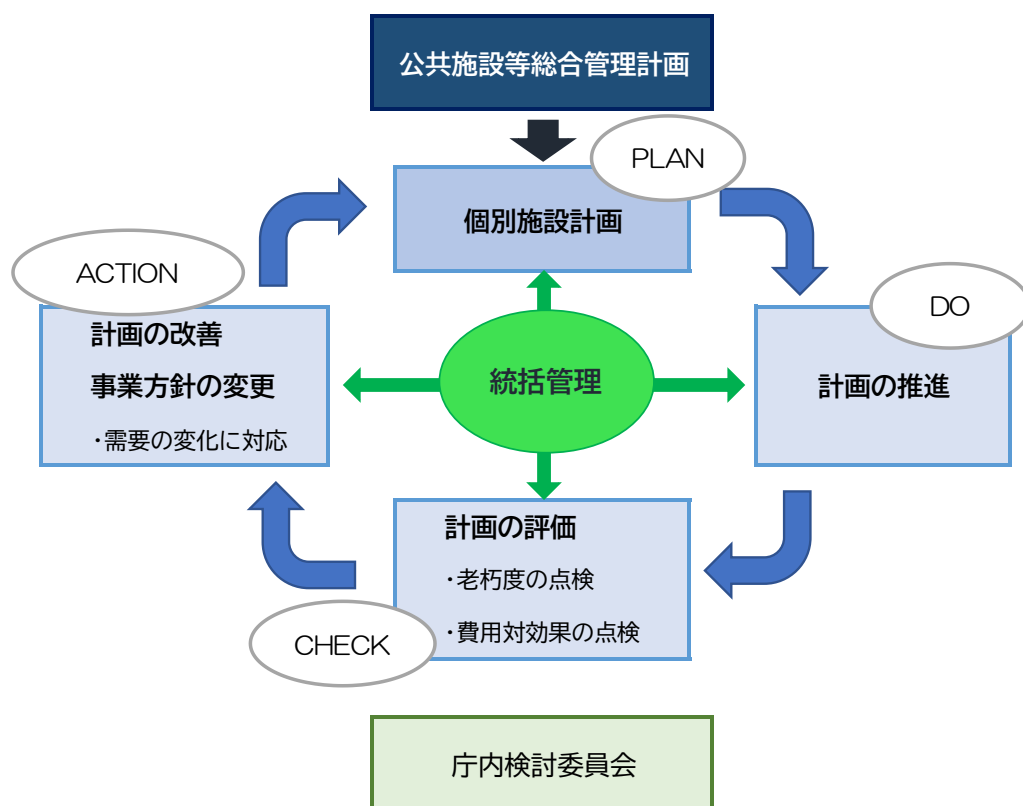 公共施設等総合管理計画
PLAN
個別施設計画
ACTION
計画の改善
事業方針の変更
・需要の変化に対応
統括管理
DO
計画の推進
計画の評価
・老朽度の点検
・費用対効果の点検
CHECK
庁内検討委員会